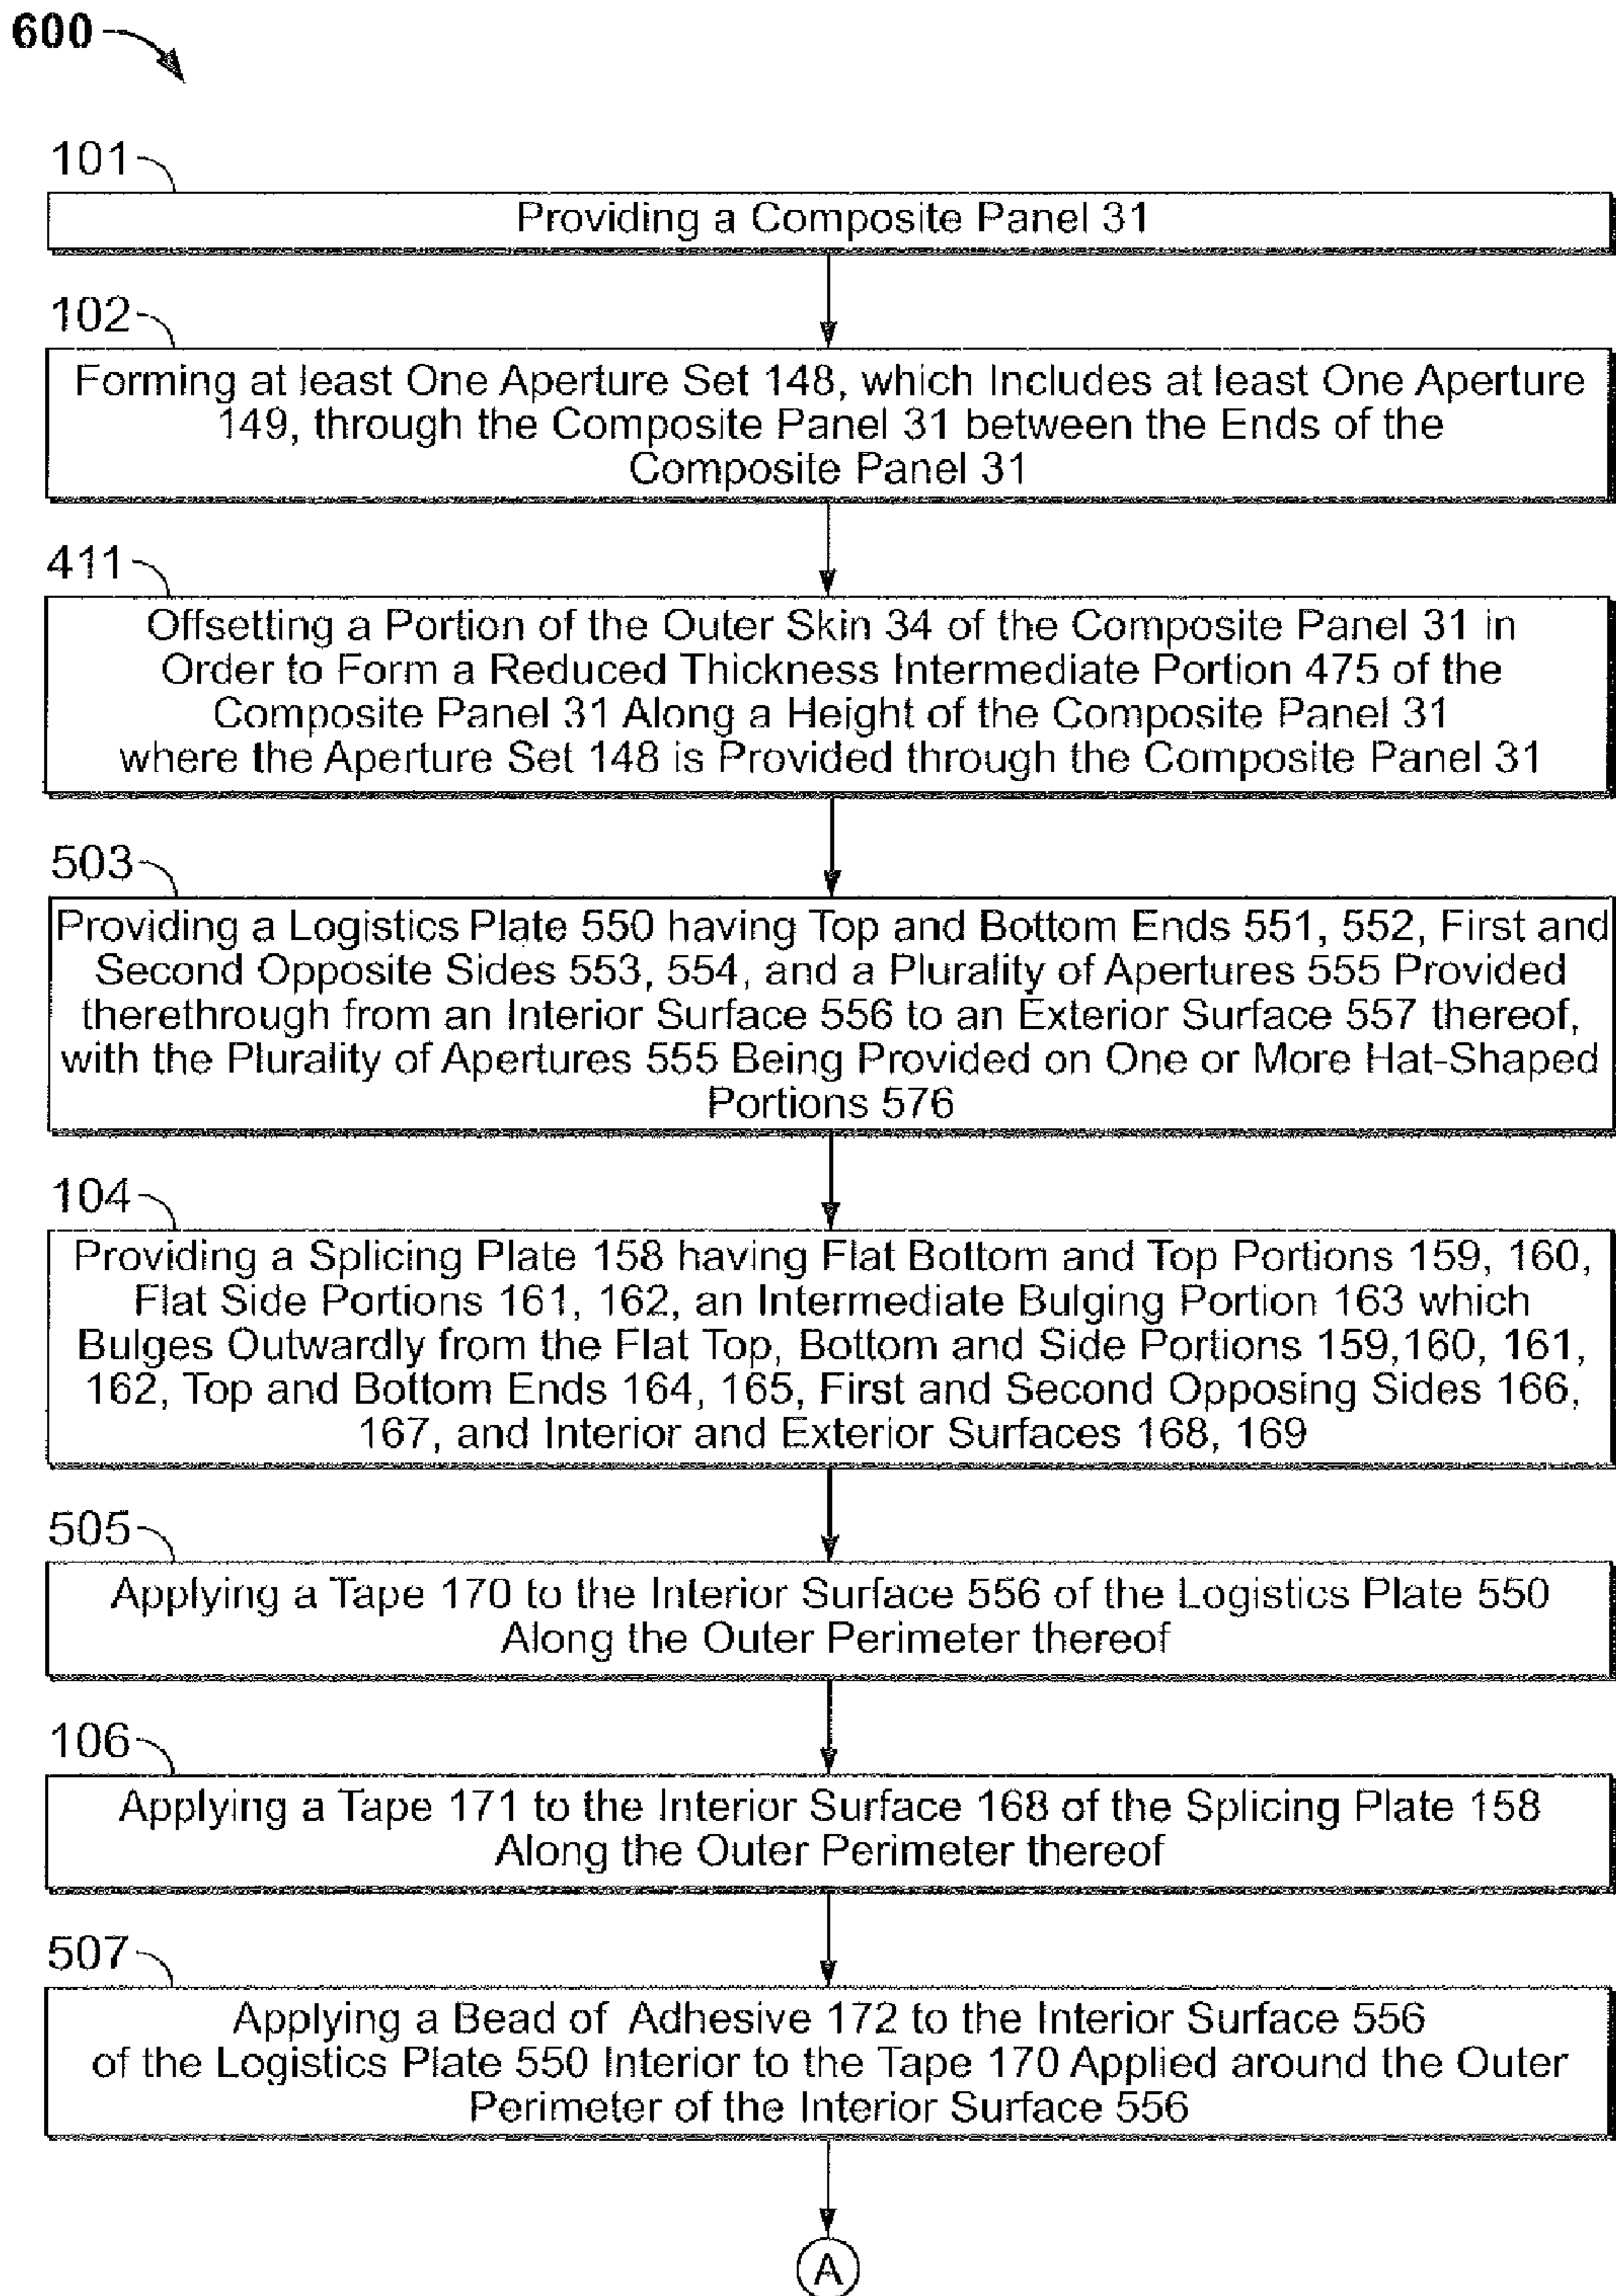 600
101
Providing a Composite Panel 31
102
Forming at least One Aperture Set 148, which Includes at least One Aperture
149, through the Composite Panel 31 between the Ends of the
Composite Panel 31
411
Offsetting a Portion of the Outer Skin 34 of the Composite Panel 31 in
Order to Form a Reduced Thickness Intermediate Portion 475 of the
Composite Panel 31 Along a Height of the Composite Panel 31
where the Aperture Set 148 is Provided through the Composite Panel 31
503
Providing a Logistics Plate 550 having Top and Bottom Ends 551, 552, First and
Second Opposite Sides 553, 554, and a Plurality of Apertures 555 Provided
therethrough from an Interior Surface 556 to an Exterior Surface 557 thereof,
with the Plurality of Apertures 555 Being Provided on One or More Hat-Shaped
Portions 576
104
Providing a Splicing Plate 158 having Flat Bottom and Top Portions 159, 160,
Flat Side Portions 161, 162, an Intermediate Bulging Portion 163 which
Bulges Outwardly from the Flat Top, Bottom and Side Portions 159,160, 161,
162, Top and Bottom Ends 164, 165, First and Second Opposing Sides 166,
167, and Interior and Exterior Surfaces 168, 169
505
Applying a Tape 170 to the Interior Surface 556 of the Logistics Plate 550
Along the Outer Perimeter thereof
106
Applying a Tape 171 to the Interior Surface 168 of the Splicing Plate 158
Along the Outer Perimeter thereof
507
Applying a Bead of Adhesive 172 to the Interior Surface 556
of the Logistics Plate 550 Interior to the Tape 170 Applied around the Outer
Perimeter of the Interior Surface 556
A